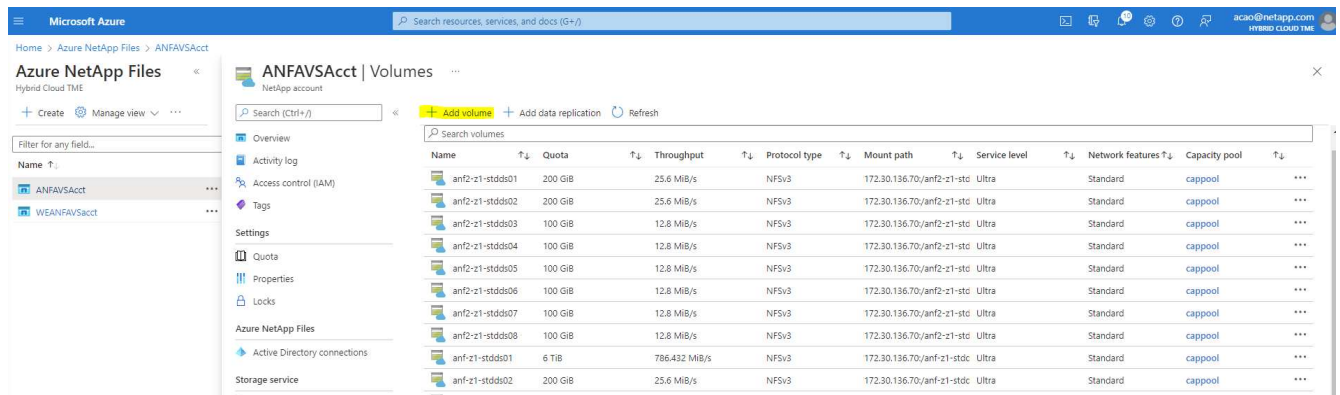 Microsoft Azure
Search resources, services, and docs (G+/)
10
acao@netapp.com
HYBRID CLOUD TME
Home > Azure NetApp Files > ANFAVSAcct
Azure NetApp Files «
Hybrid Cloud TME
+ Create Manage view ...
Filter for any field...
Name ↑↓
ANFAVSAcct ...
WEANFAVSacct ...
ANFAVSAcct | Volumes ...
NetApp account
Search (Ctrl+/) «
Overview
Activity log
Access control (IAM)
Tags
Settings
Quota
Properties
Locks
Azure NetApp Files
Active Directory connections
Storage service
+ Add volume + Add data replication Refresh
Search volumes
Name ↑↓ Quota ↑↓ Throughput ↑↓ Protocol type ↑↓ Mount path ↑↓ Service level ↑↓ Network features ↑↓ Capacity pool ↑↓
anf2-z1-stdds01 200 GiB 25.6 MiB/s NFSv3 172.30.136.70:/anf2-z1-std Ultra Standard cappool ...
anf2-z1-stdds02 200 GiB 25.6 MiB/s NFSv3 172.30.136.70:/anf2-z1-std Ultra Standard cappool ...
anf2-z1-stdds03 100 GiB 12.8 MiB/s NFSv3 172.30.136.70:/anf2-z1-std Ultra Standard cappool ...
anf2-z1-stdds04 100 GiB 12.8 MiB/s NFSv3 172.30.136.70:/anf2-z1-std Ultra Standard cappool ...
anf2-z1-stdds05 100 GiB 12.8 MiB/s NFSv3 172.30.136.70:/anf2-z1-std Ultra Standard cappool ...
anf2-z1-stdds06 100 GiB 12.8 MiB/s NFSv3 172.30.136.70:/anf2-z1-std Ultra Standard cappool ...
anf2-z1-stdds07 100 GiB 12.8 MiB/s NFSv3 172.30.136.70:/anf2-z1-std Ultra Standard cappool ...
anf2-z1-stdds08 100 GiB 12.8 MiB/s NFSv3 172.30.136.70:/anf2-z1-std Ultra Standard cappool ...
anf-z1-stdds01 6 TiB 786.432 MiB/s NFSv3 172.30.136.70:/anf-z1-stdc Ultra Standard cappool ...
anf-z1-stdds02 200 GiB 25.6 MiB/s NFSv3 172.30.136.70:/anf-z1-stdc Ultra Standard cappool ...